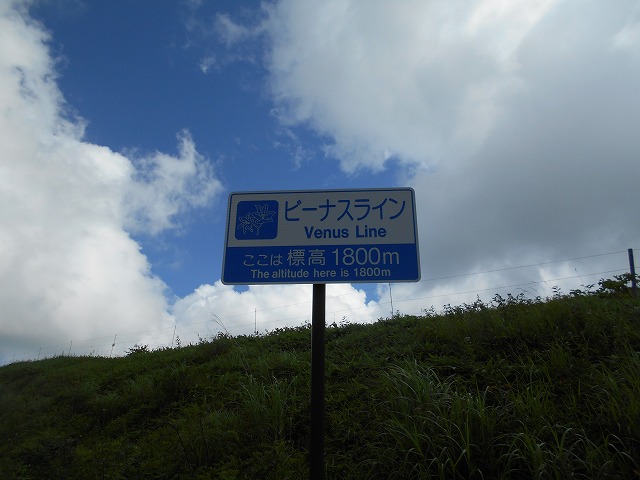 ビーナスライン
Venus Line
ここは 標高 1800m
The altitude here is 1800m